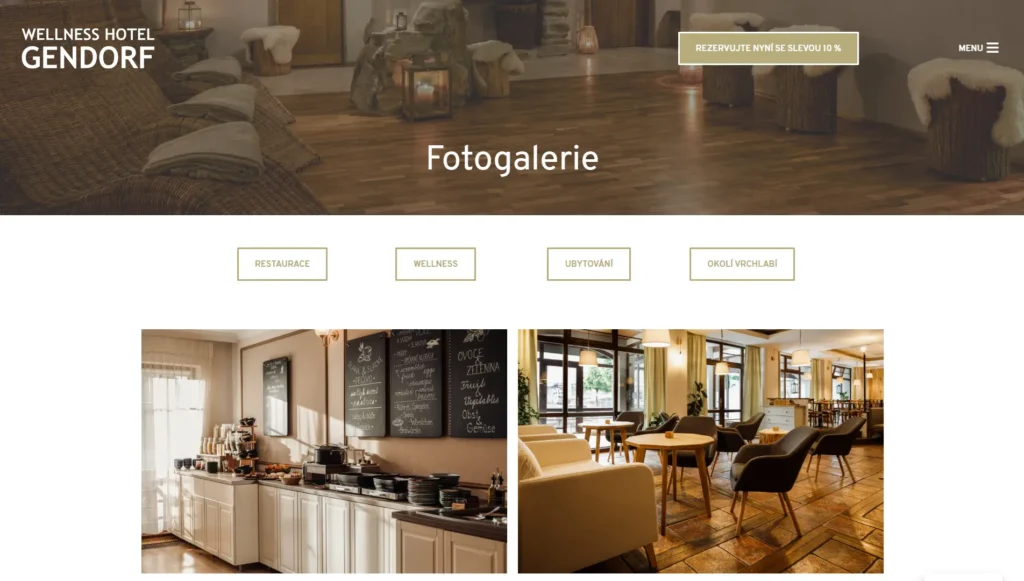 WELLNESS HOTEL
GENDORF
REZERVUJTE NYNÍ SE SLEVOU 10 %
MENU
Fotogalerie
RESTAURACE
WELLNESS
UBYTOVÁNÍ
OKOLÍ VRCHLABÍ
OVOCE
ZELENINA
Fruit
Vegetables
Obst
Gemüse